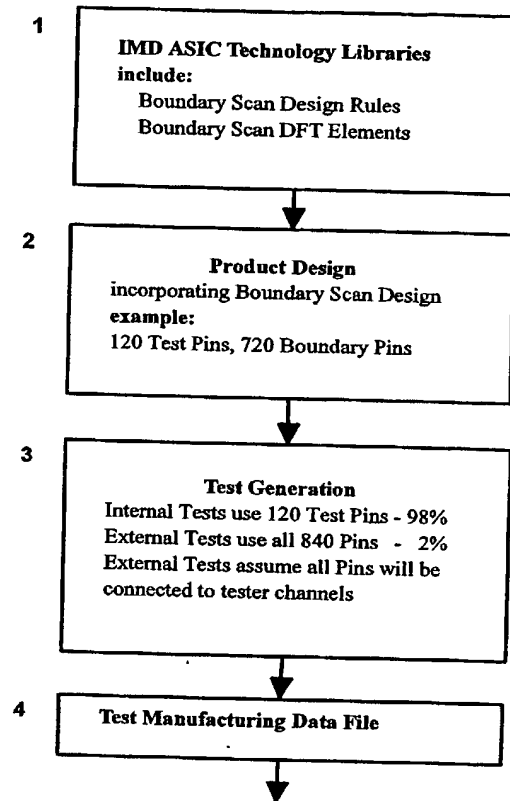 1
IMD ASIC Technology Libraries
include:
Boundary Scan Design Rules
Boundary Scan DFT Elements
2
Product Design
incorporating Boundary Scan Design
example:
120 Test Pins, 720 Boundary Pins
3
Test Generation
Internal Tests use 120 Test Pins - 98%
External Tests use all 840 Pins - 2%
External Tests assume all Pins will be
connected to tester channels
4
Test Manufacturing Data File